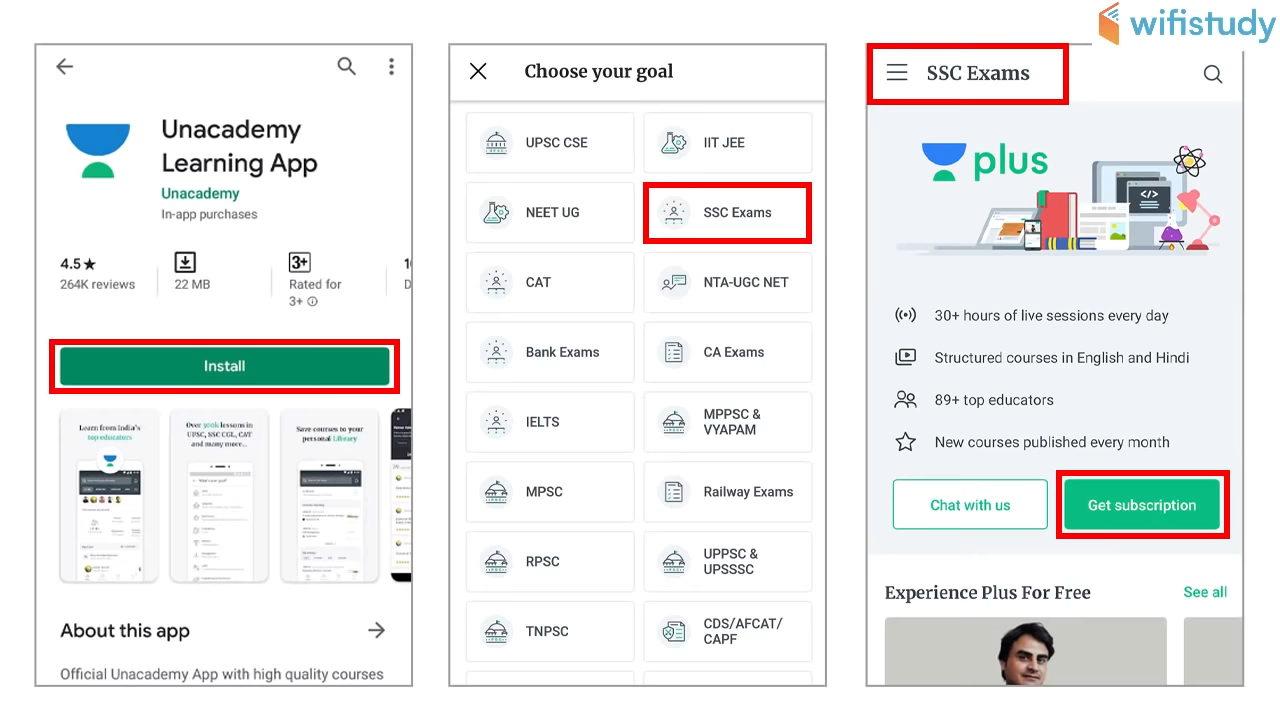 wifistudy
Unacademy
Learning App
Unacademy
In-app purchases
4.5★
264K reviews
22 MB
3+
Rated for
3+
Install
Learn from India's
top educators
Over 300k lessons in
UPSC, SSC CGL, CAT
and many more...
Save courses to your
personal Library
About this app
Official Unacademy App with high quality courses
Choose your goal
UPSC CSE
IIT JEE
NEET UG
SSC Exams
CAT
NTA-UGC NET
Bank Exams
CA Exams
IELTS
MPPSC &
VYAPAM
MPSC
Railway Exams
RPSC
UPPSC &
UPSSSC
TNPSC
CDS/AFCAT/
CAPF
SSC Exams
plus
</>
30+ hours of live sessions every day
Structured courses in English and Hindi
89+ top educators
New courses published every month
Chat with us
Get subscription
Experience Plus For Free
See all